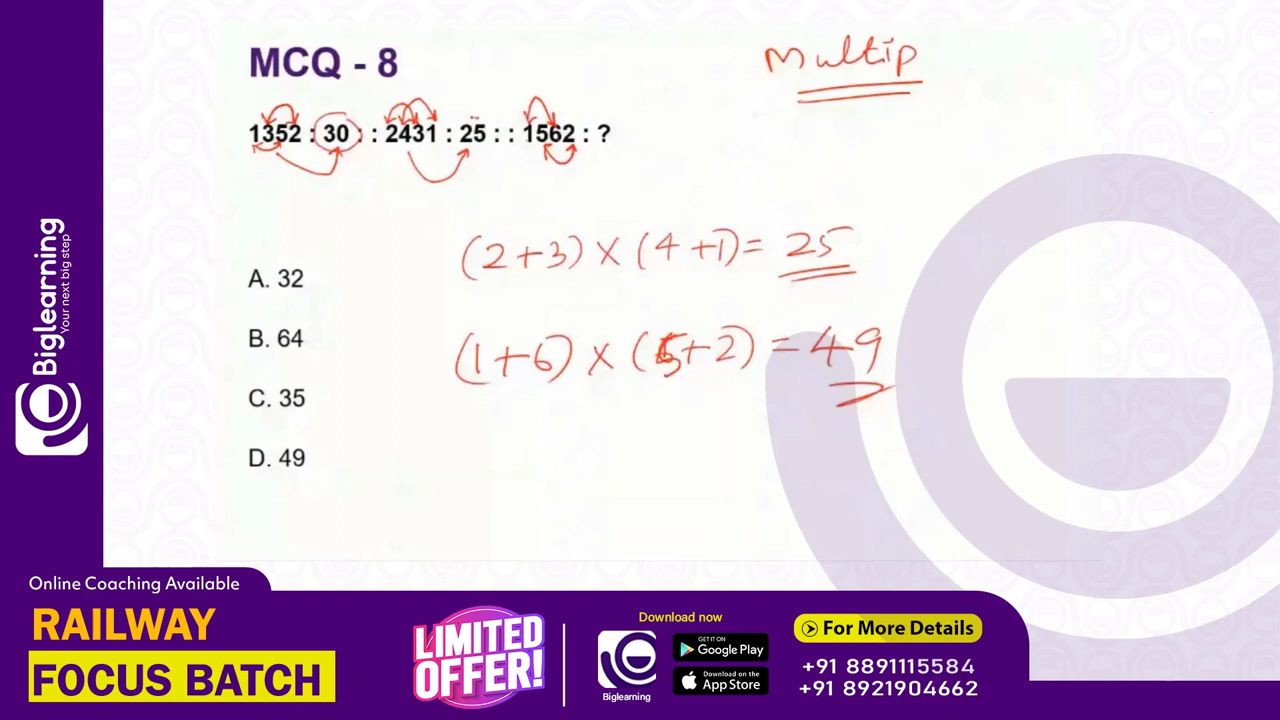 MCQ - 8
Multip
1352 : 30 : : 2431 : 25 : : 1562 : ?
(2+3) × (4+1) = 25
A. 32
B. 64
(1+6) × (5+2) = 49
C. 35
D. 49
Biglearning
Your next big step
Online Coaching Available
RAILWAY
FOCUS BATCH
LIMITED
OFFER!
Download now
Biglearning
GET IT ON
Google Play
Download on the
App Store
For More Details
+91 8891115584
+91 8921904662